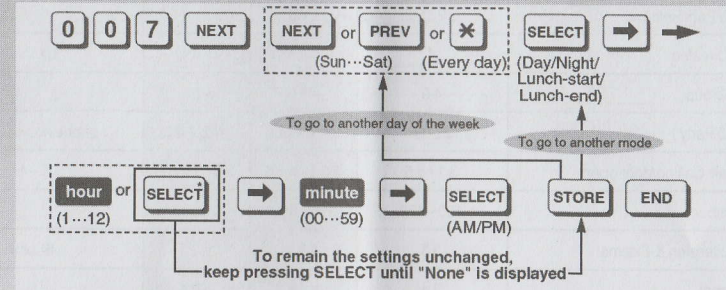 0 0 7 NEXT NEXT or PREV or * SELECT
(Sun···Sat) (Every day) (Day/Night/
Lunch-start/
Lunch-end)
To go to another day of the week
To go to another mode
hour or SELECT* minute SELECT STORE END
(1···12) (00···59) (AM/PM)
To remain the settings unchanged,
keep pressing SELECT until "None" is displayed